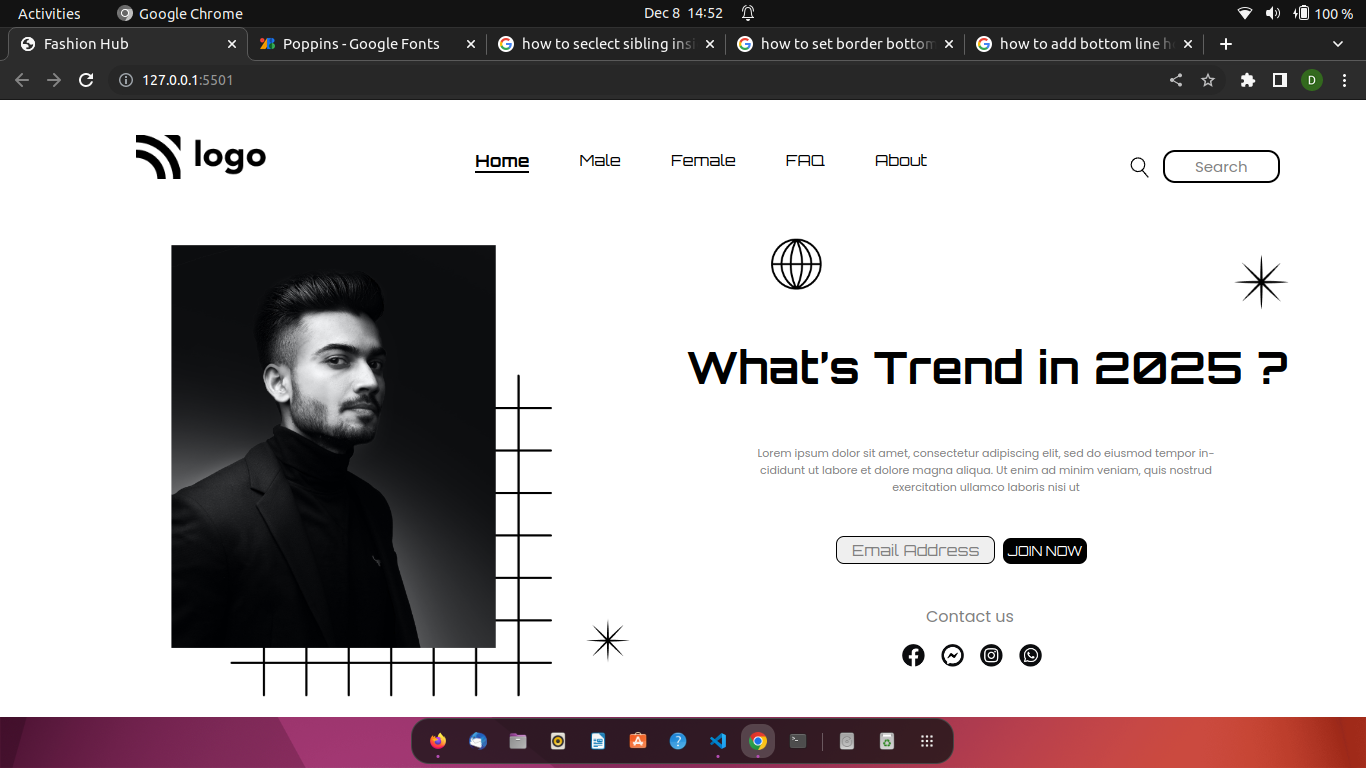 Activities
Google Chrome
Dec 8 14:52
100 %
Fashion Hub
Poppins - Google Fonts
how to seclect sibling insi
how to set border bottom
how to add bottom line h
127.0.0.1:5501
D
logo
Home
Male
Female
FAQ
About
Search
What's Trend in 2025 ?
Lorem ipsum dolor sit amet, consectetur adipiscing elit, sed do eiusmod tempor in-
cididunt ut labore et dolore magna aliqua. Ut enim ad minim veniam, quis nostrud
exercitation ullamco laboris nisi ut
Email Address
JOIN NOW
Contact us